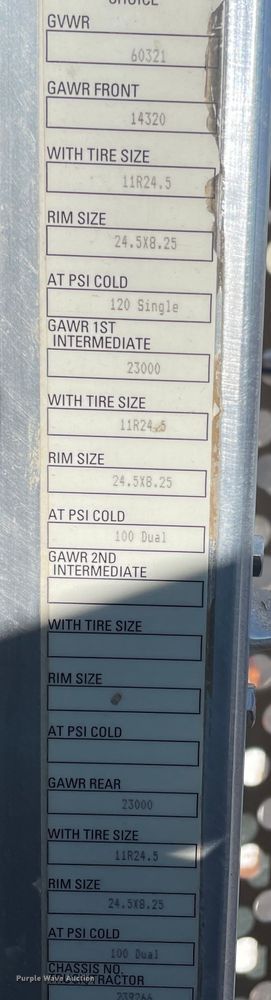 CHOICE
GVWR
60321
GAWR FRONT
14320
WITH TIRE SIZE
11R24.5
RIM SIZE
24.5X8.25
AT PSI COLD
120 Single
GAWR 1ST
INTERMEDIATE
23000
WITH TIRE SIZE
11R24.5
RIM SIZE
24.5X8.25
AT PSI COLD
100 Dual
GAWR 2ND
INTERMEDIATE
WITH TIRE SIZE
RIM SIZE
AT PSI COLD
GAWR REAR
23000
WITH TIRE SIZE
11R24.5
RIM SIZE
24.5X8.25
AT PSI COLD
100 Dual
CHASSIS NO.
Purple Wave Auction